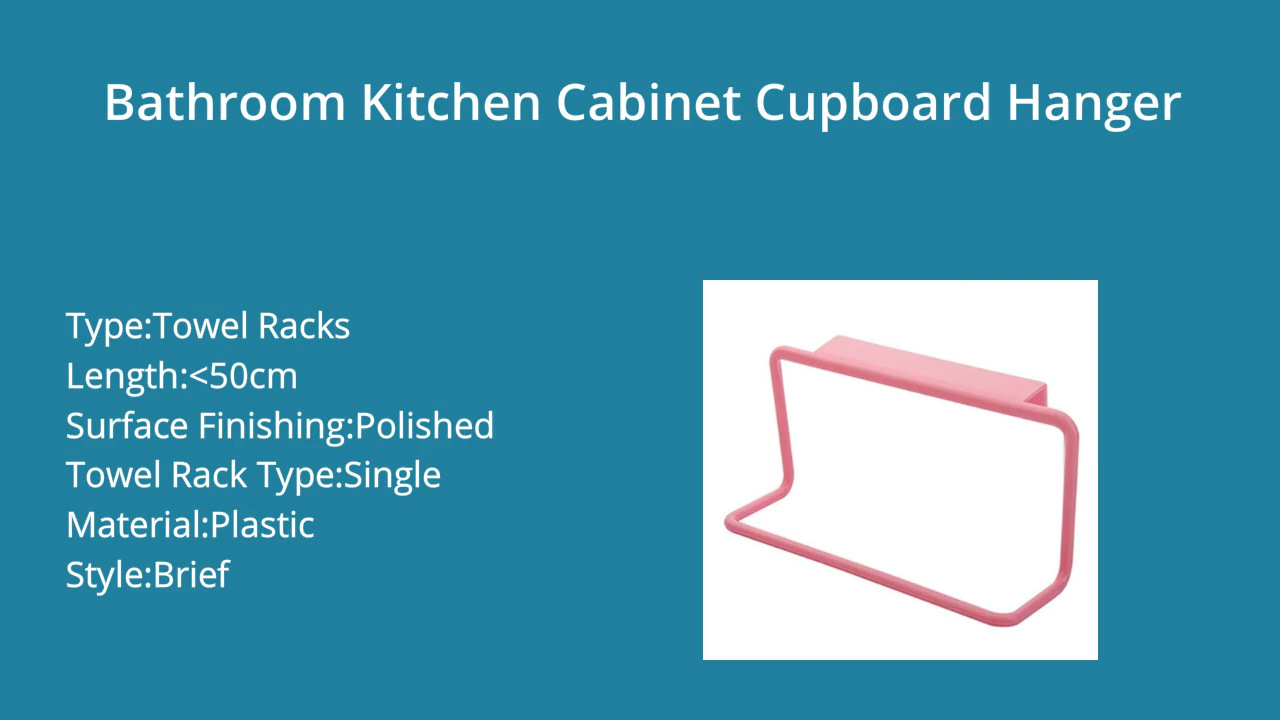 Bathroom Kitchen Cabinet Cupboard Hanger
Type:Towel Racks
Length:<50cm
Surface Finishing:Polished
Towel Rack Type:Single
Material:Plastic
Style:Brief